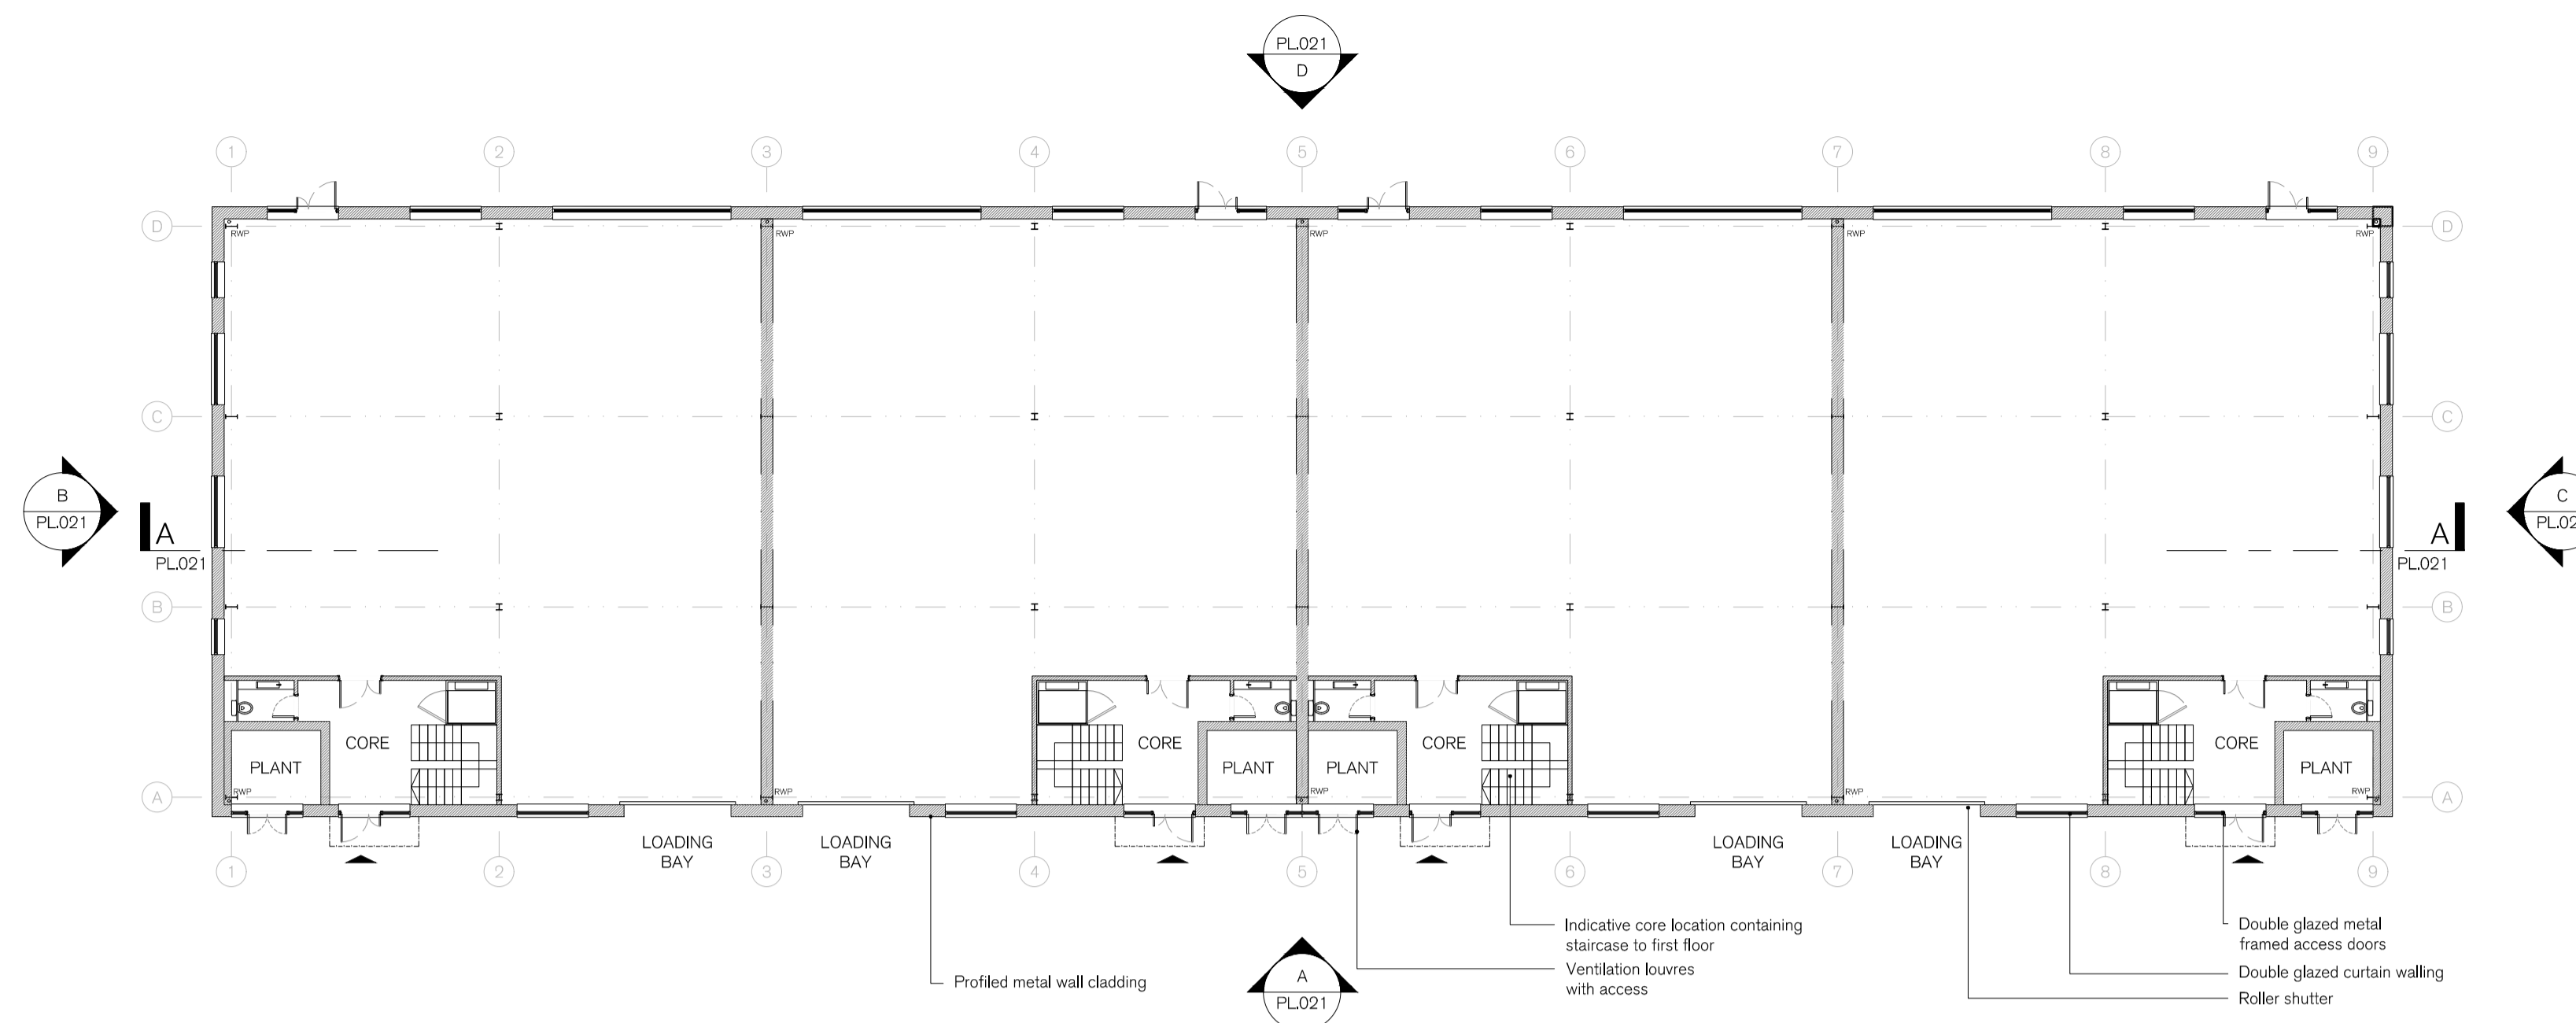 PL.021
D
1
2
3
4
5
6
7
8
9
D
RWP
RWP
RWP
RWP
RWP
D
C
C
B
PL.021
A
PL.021
A
PL.021
C
PL.02
B
B
CORE
PLANT
RWP
CORE
PLANT
PLANT
CORE
RWP
RWP
CORE
PLANT
RWP
A
A
LOADING
BAY
LOADING
BAY
LOADING
BAY
LOADING
BAY
1
2
3
4
5
6
7
8
9
Profiled metal wall cladding
A
PL.021
Indicative core location containing
staircase to first floor
Ventilation louvres
with access
Double glazed metal
framed access doors
Double glazed curtain walling
Roller shutter